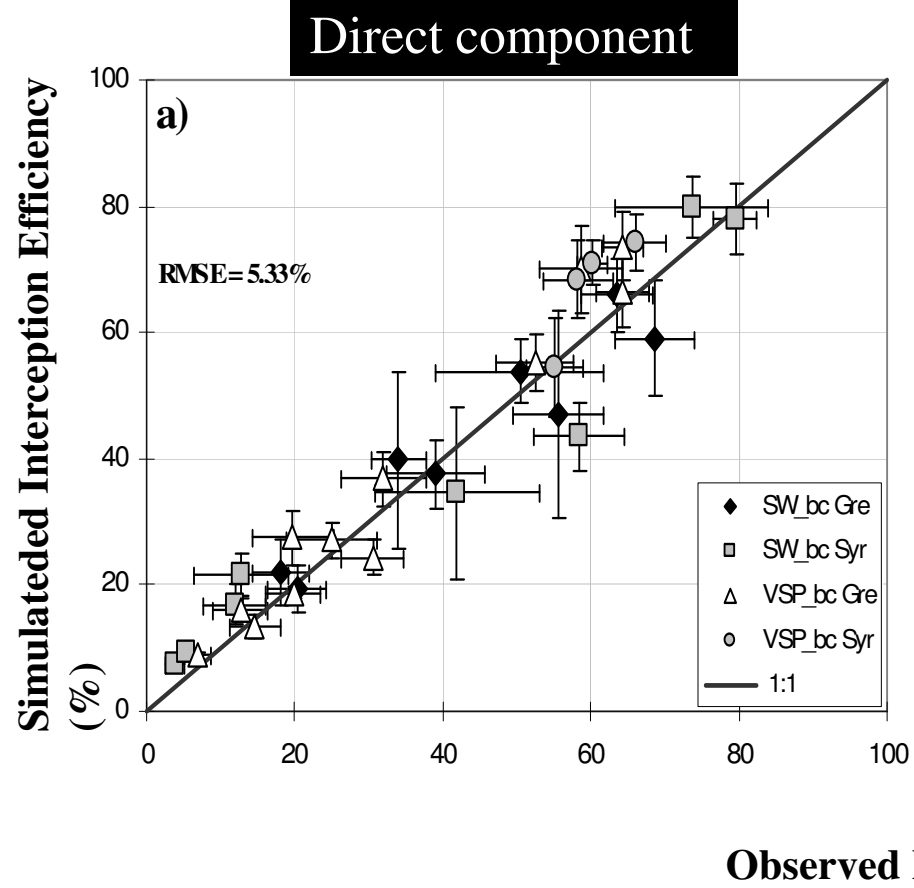 Direct component
Simulateded Interception Efficiency
(%)
100
80
60
40
20
0
a)
RMSE = 5.33%
SW_bc Gre
SW_bc Syr
VSP_bc Gre
VSP_bc Syr
1:1
0 20 40 60 80 100
Observed